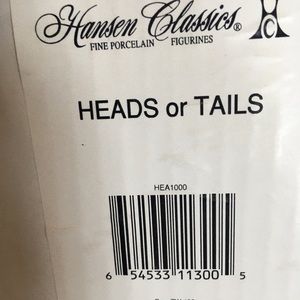 Hansen Classics®
FINE PORCELAIN FIGURINES
HEADS or TAILS
HEA1000
6 54533 11300 5